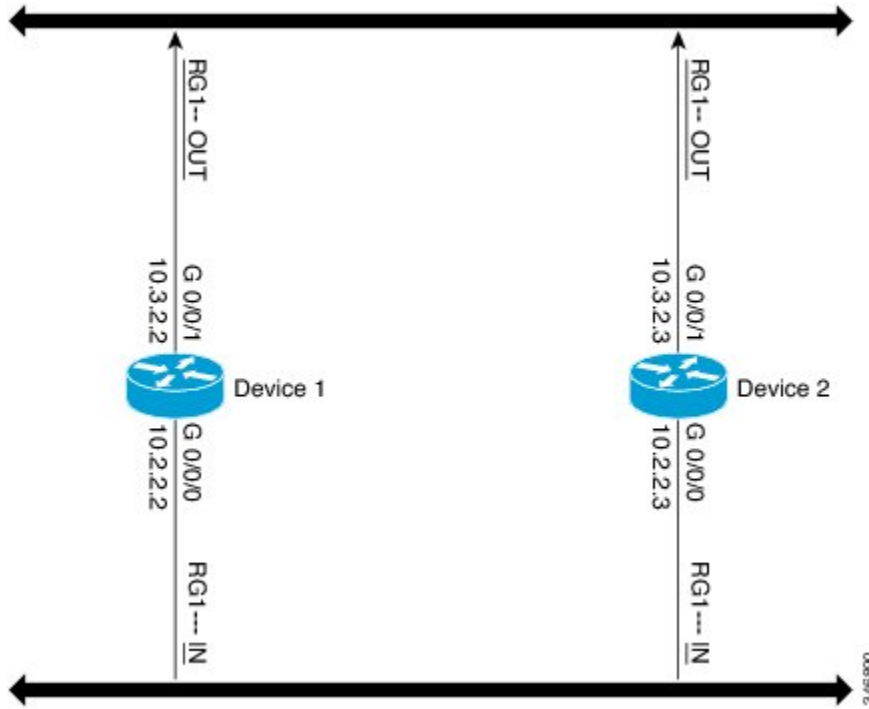 RG1-- OUT
RG1-- OUT
G 0/0/1
10.3.2.2
G 0/0/1
10.3.2.3
Device 1
Device 2
G 0/0/0
10.2.2.2
G 0/0/0
10.2.2.3
RG1--- IN
RG1--- IN